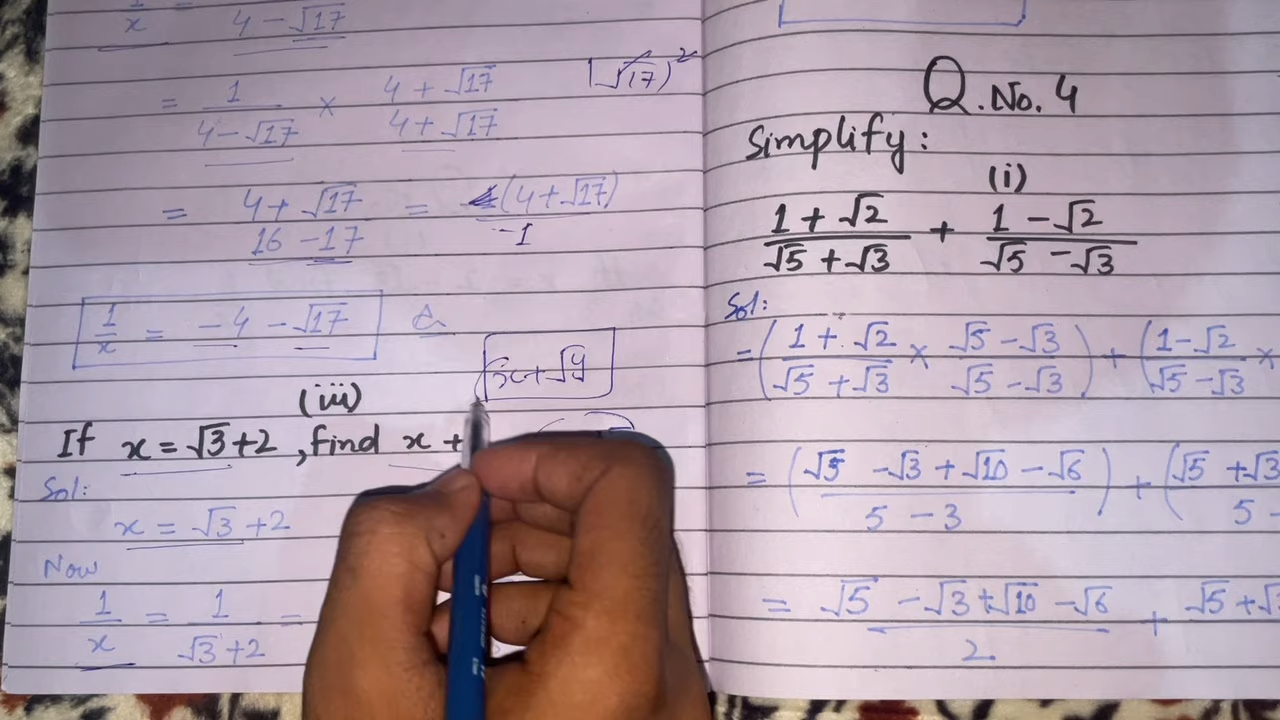 1/x = 1/(4 - √17)
= 1/(4 - √17) × (4 + √17)/(4 + √17) (√17)²
= (4 + √17)/(16 - 17) = (4 + √17)/-1
1/x = -4 - √17
x + √y
(iii)
If x = √3 + 2, find x +
Sol:
x = √3 + 2
Now
1/x = 1/(√3 + 2) =
Q.No. 4
Simplify:
(i)
(1 + √2)/(√5 + √3) + (1 - √2)/(√5 - √3)
Sol:
= ((1 + √2)/(√5 + √3) × (√5 - √3)/(√5 - √3)) + ((1 - √2)/(√5 - √3) ×
= ((√5 - √3 + √10 - √6)/(5 - 3)) + ((√5 + √3)/(5 -
= (√5 - √3 + √10 - √6)/2 + √5 + √